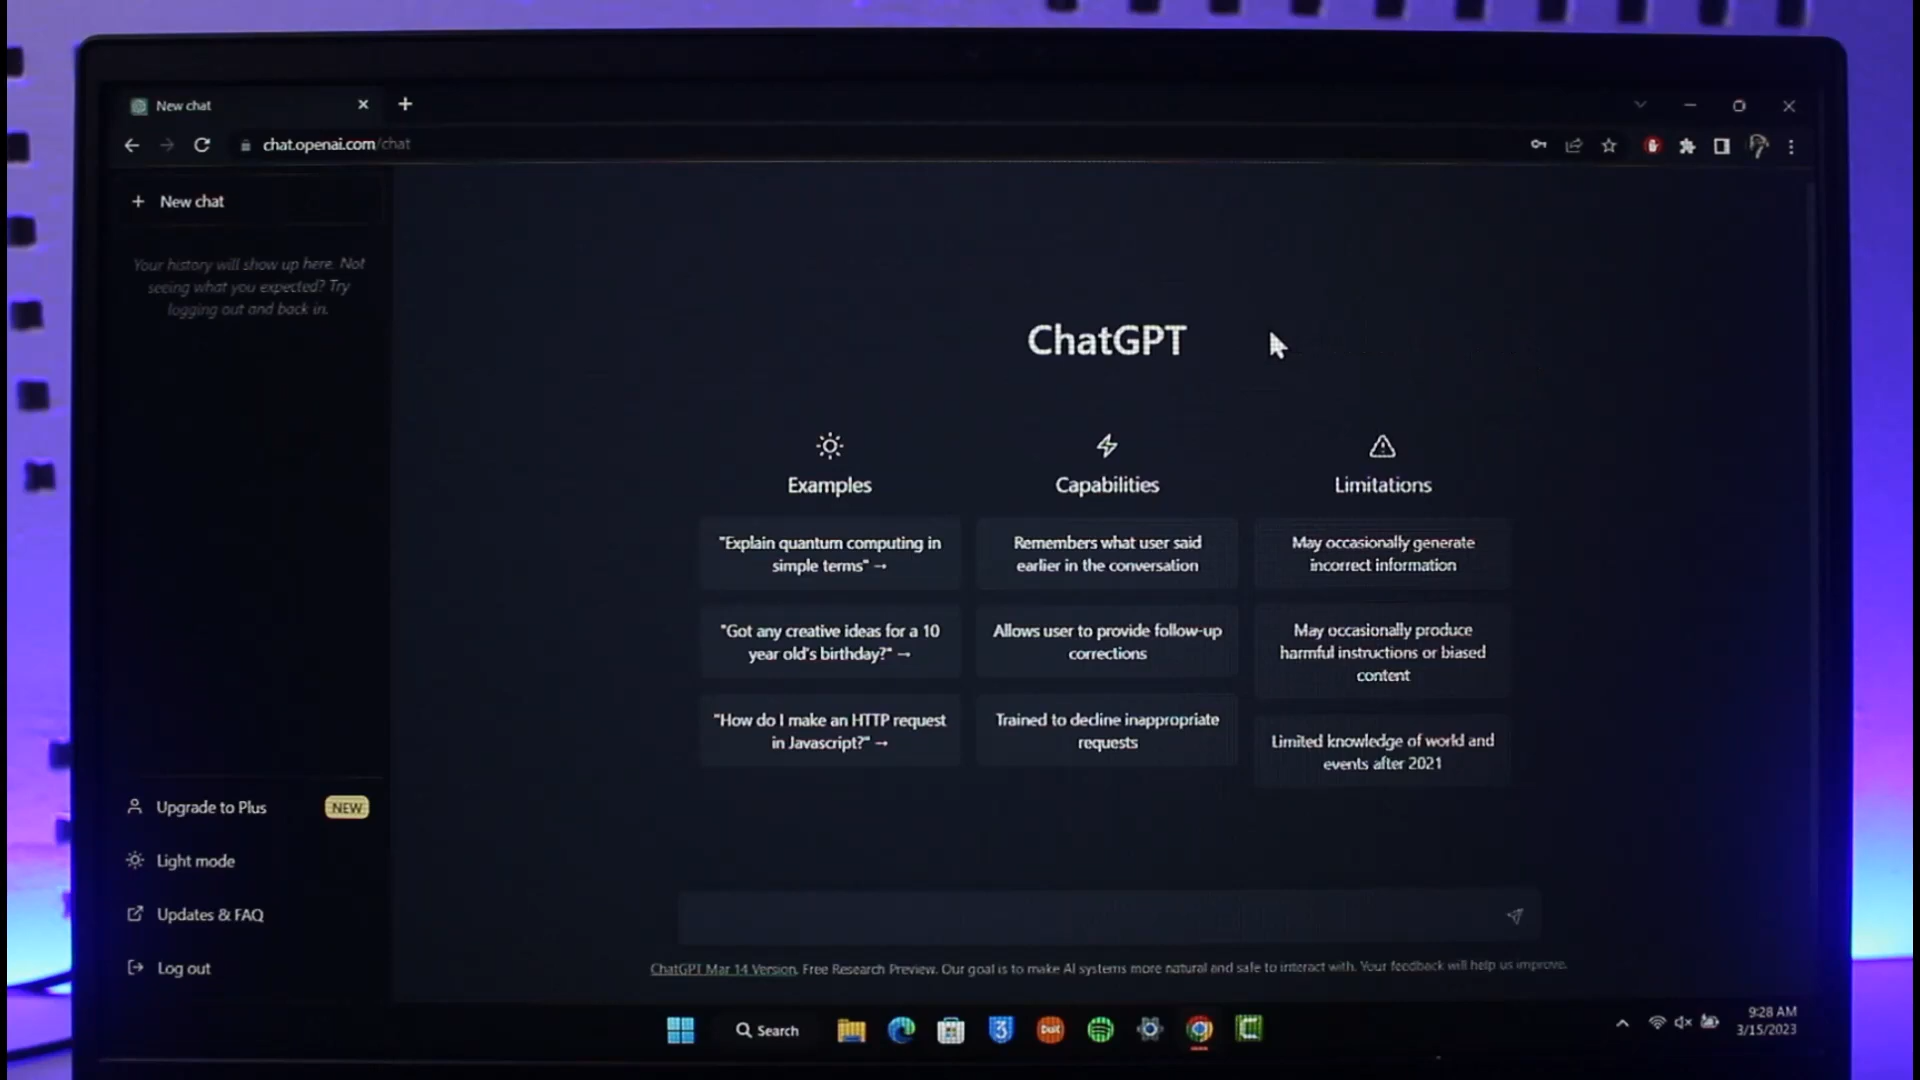 New chat
chat.openai.com/chat
New chat
Your history will show up here. Not
seeing what you expected? Try
logging out and back in.
ChatGPT
Examples
"Explain quantum computing in
simple terms" →
"Got any creative ideas for a 10
year old's birthday?" →
"How do I make an HTTP request
in Javascript?" →
Capabilities
Remembers what user said
earlier in the conversation
Allows user to provide follow-up
corrections
Trained to decline inappropriate
requests
Limitations
May occasionally generate
incorrect information
May occasionally produce
harmful instructions or biased
content
Limited knowledge of world and
events after 2021
Upgrade to Plus
NEW
Light mode
Updates & FAQ
Log out
ChatGPT Mar 14 Version. Free Research Preview. Our goal is to make AI systems more natural and safe to interact with. Your feedback will help us improve.
Search
3
9:28 AM
3/15/2023